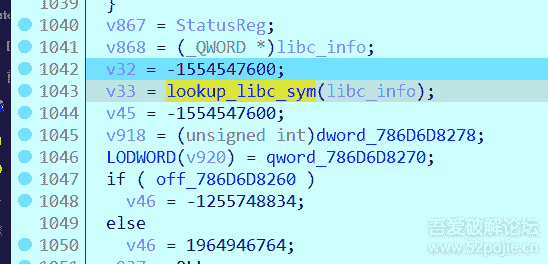 1039 }
1040 v867 = StatusReg;
1041 v868 = (_QWORD *)libc_info;
1042 v32 = -1554547600;
1043 v33 = lookup_libc_sym(libc_info);
1044 v45 = -1554547600;
1045 v918 = (unsigned int)dword_786D6D8278;
1046 LODWORD(v920) = qword_786D6D8270;
1047 if ( off_786D6D8260 )
1048 v46 = -1255748834;
1049 else
1050 v46 = 1964946764;
吾爱破解论坛
www.52pojie.cn